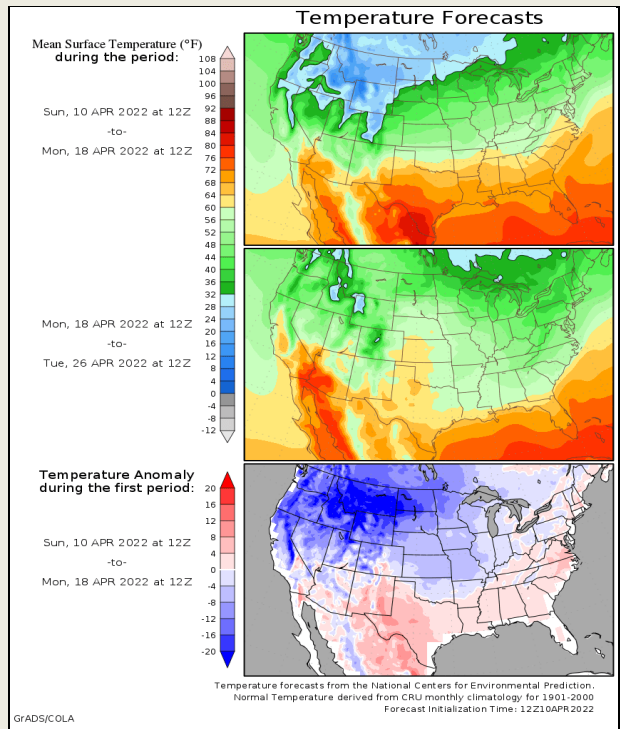 Temperature Forecasts
Mean Surface Temperature (°F)
during the period:
108
104
100
96
92
88
84
80
76
72
68
64
60
56
52
48
44
40
36
32
28
24
20
16
12
8
4
0
-4
-8
-12
Sun, 10 APR 2022 at 12Z
-to-
Mon, 18 APR 2022 at 12Z
Mon, 18 APR 2022 at 12Z
-to-
Tue, 26 APR 2022 at 12Z
Temperature Anomaly
during the first period:
20
16
12
8
4
0
-4
-8
-12
-16
-20
Sun, 10 APR 2022 at 12Z
-to-
Mon, 18 APR 2022 at 12Z
Temperature forecasts from the National Centers for Environmental Prediction.
Normal Temperature derived from CRU monthly climatology for 1901-2000
Forecast Initialization Time: 12Z10APR2022
GrADS/COLA